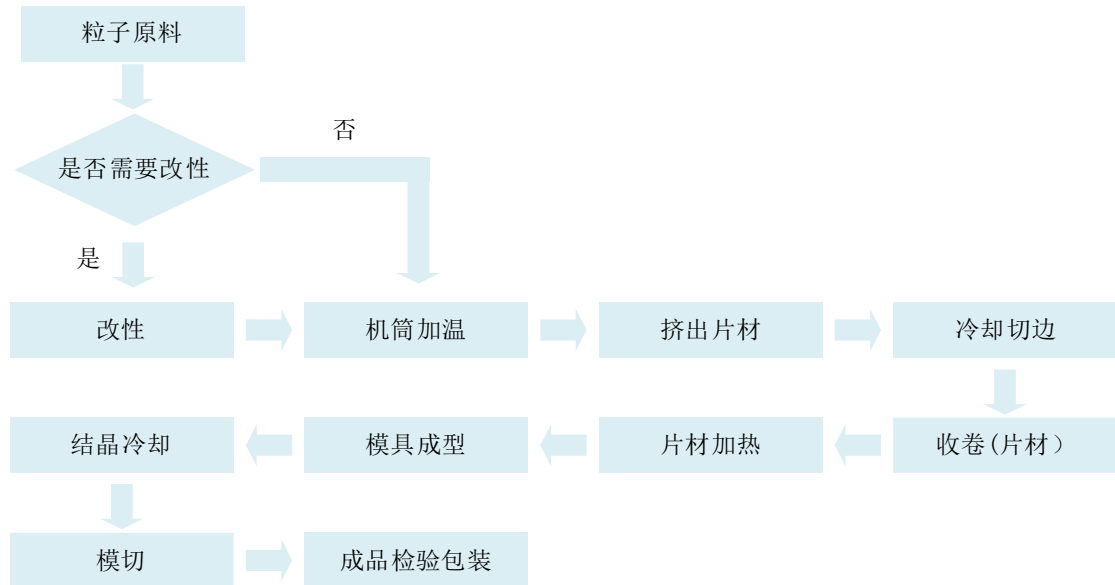 粒子原料
否
是否需要改性
是
改性
机筒加温
挤出片材
冷却切边
结晶冷却
模具成型
片材加热
收卷(片材）
模切
成品检验包装